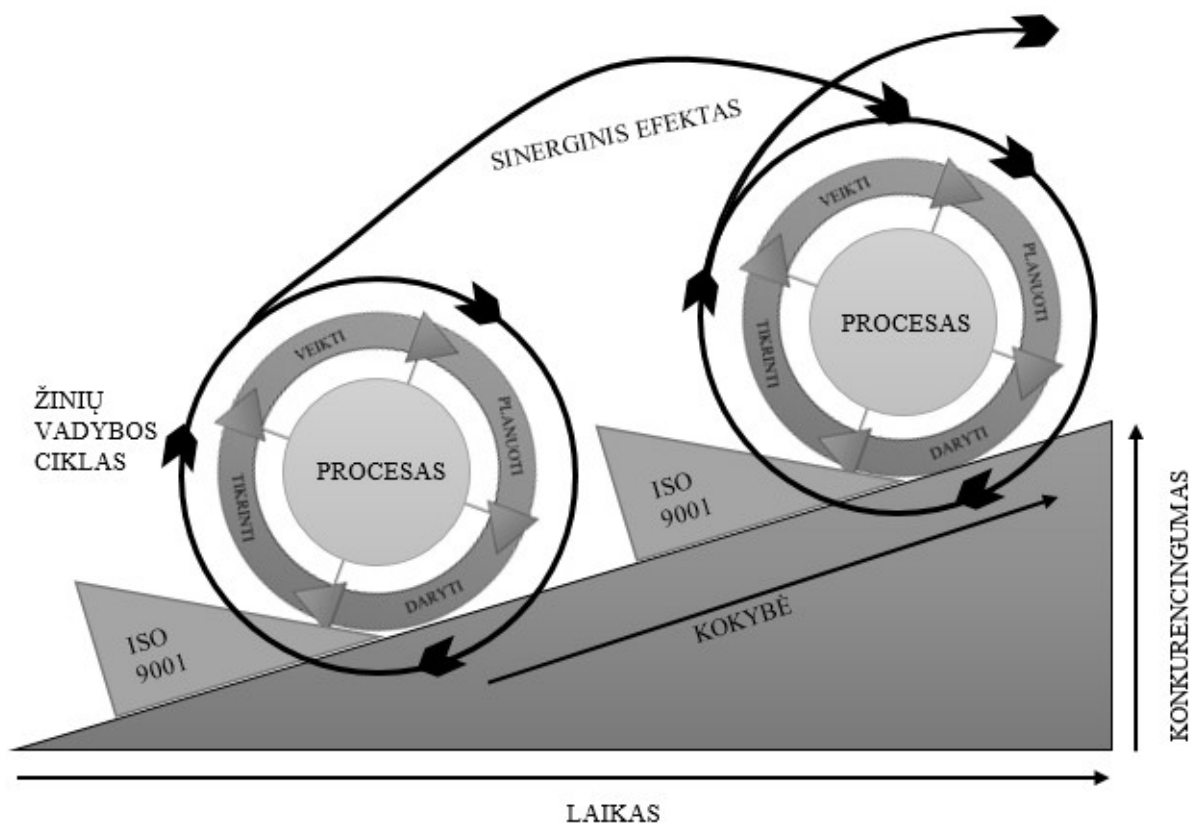 SINERGINIS EFEKTAS
VEIKTI
PLANUOTI
DARYTI
TIKRINTI
PROCESAS
ŽINIŲ
VADYBOS
CIKLAS
VEIKTI
PLANUOTI
DARYTI
TIKRINTI
PROCESAS
ISO
9001
ISO
9001
KOKYBĖ
KONKURENCINGUMAS
LAIKAS